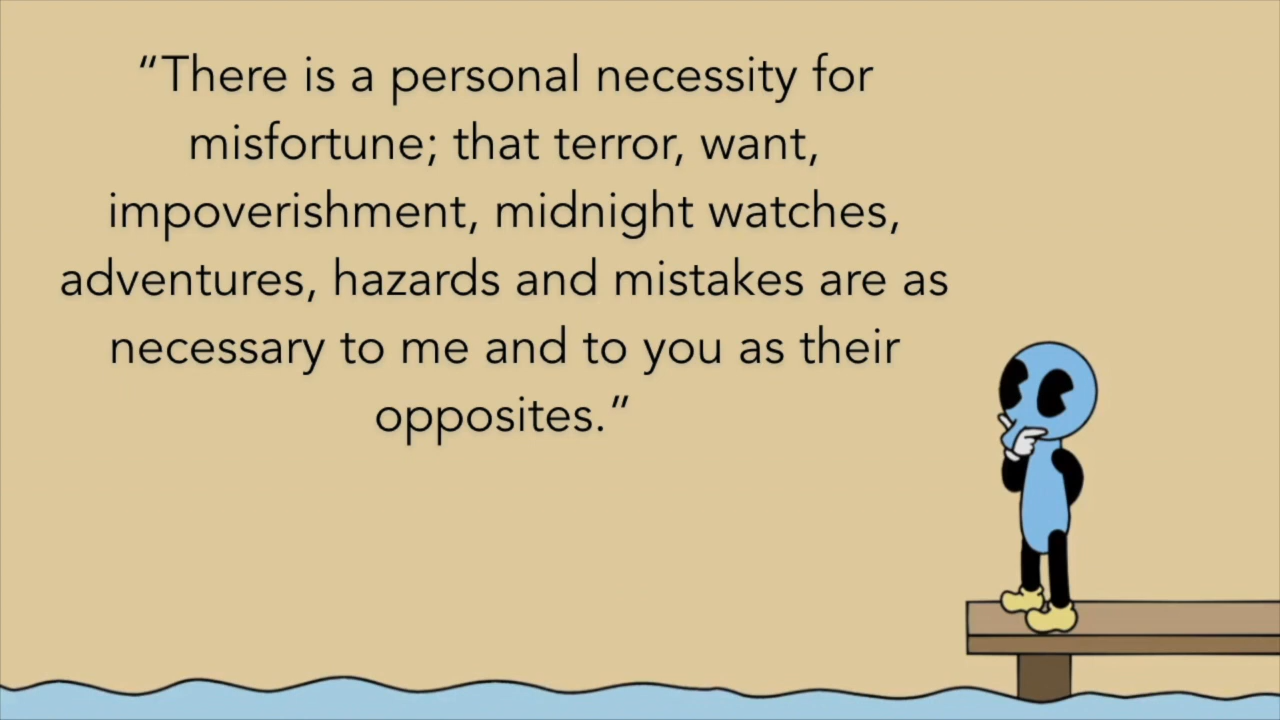 “There is a personal necessity for
misfortune; that terror, want,
impoverishment, midnight watches,
adventures, hazards and mistakes are as
necessary to me and to you as their
opposites.”